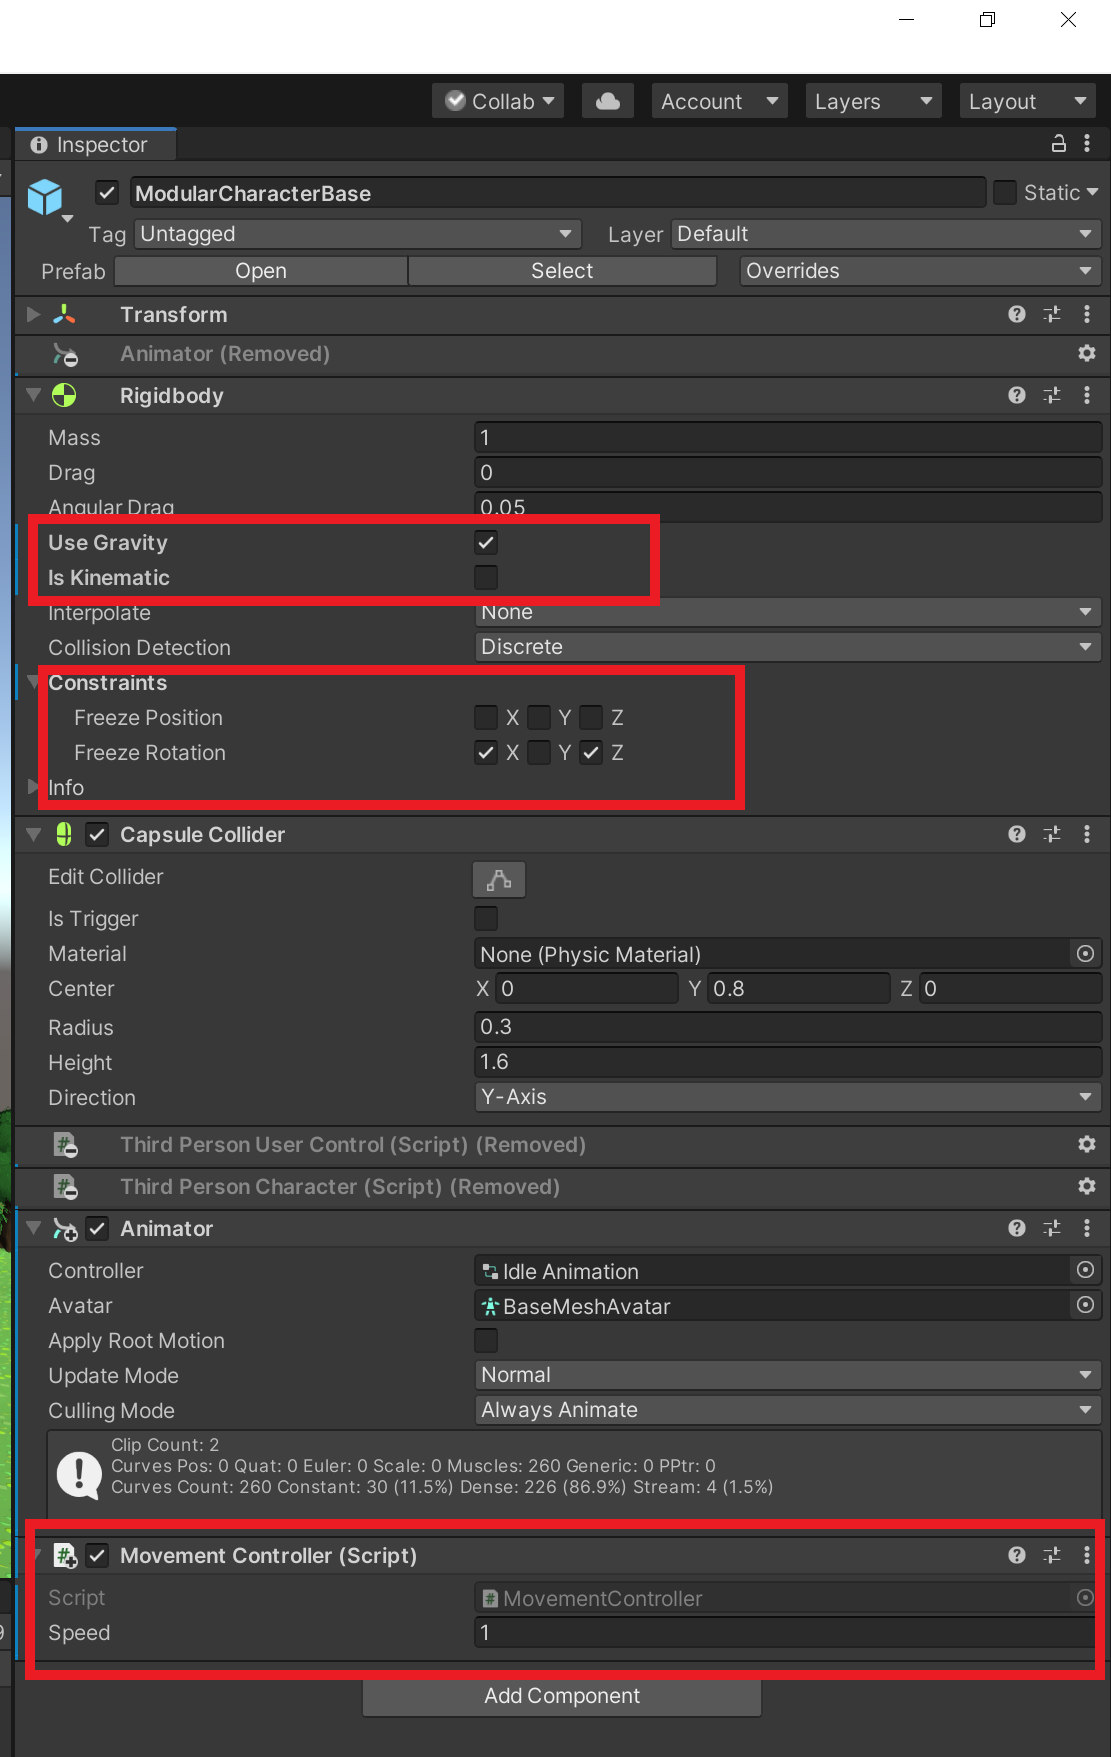 Collab Account Layers Layout
Inspector
ModularCharacterBase Static
Tag Untagged Layer Default
Prefab Open Select Overrides
Transform
Animator (Removed)
Rigidbody
Mass 1
Drag 0
Angular Drag 0.05
Use Gravity
Is Kinematic
Interpolate None
Collision Detection Discrete
Constraints
Freeze Position X Y Z
Freeze Rotation X Y Z
Info
Capsule Collider
Edit Collider
Is Trigger
Material None (Physic Material)
Center X 0 Y 0.8 Z 0
Radius 0.3
Height 1.6
Direction Y-Axis
# Third Person User Control (Script) (Removed)
# Third Person Character (Script) (Removed)
Animator
Controller Idle Animation
Avatar BaseMeshAvatar
Apply Root Motion
Update Mode Normal
Culling Mode Always Animate
Clip Count: 2
Curves Pos: 0 Quat: 0 Euler: 0 Scale: 0 Muscles: 260 Generic: 0 PPtr: 0
Curves Count: 260 Constant: 30 (11.5%) Dense: 226 (86.9%) Stream: 4 (1.5%)
# Movement Controller (Script)
Script # MovementController
Speed 1
Add Component